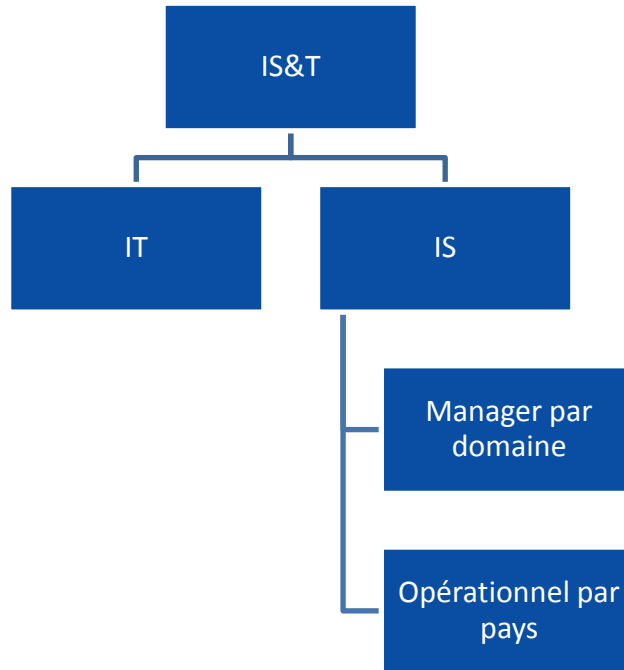 IS&T
IT
IS
Manager par
domaine
Opérationnel par
pays